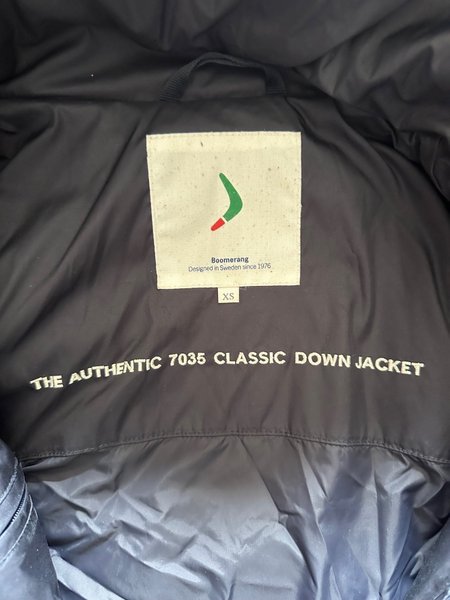 Boomerang
Designed in Sweden since 1976
XS
THE AUTHENTIC 7035 CLASSIC DOWN JACKET